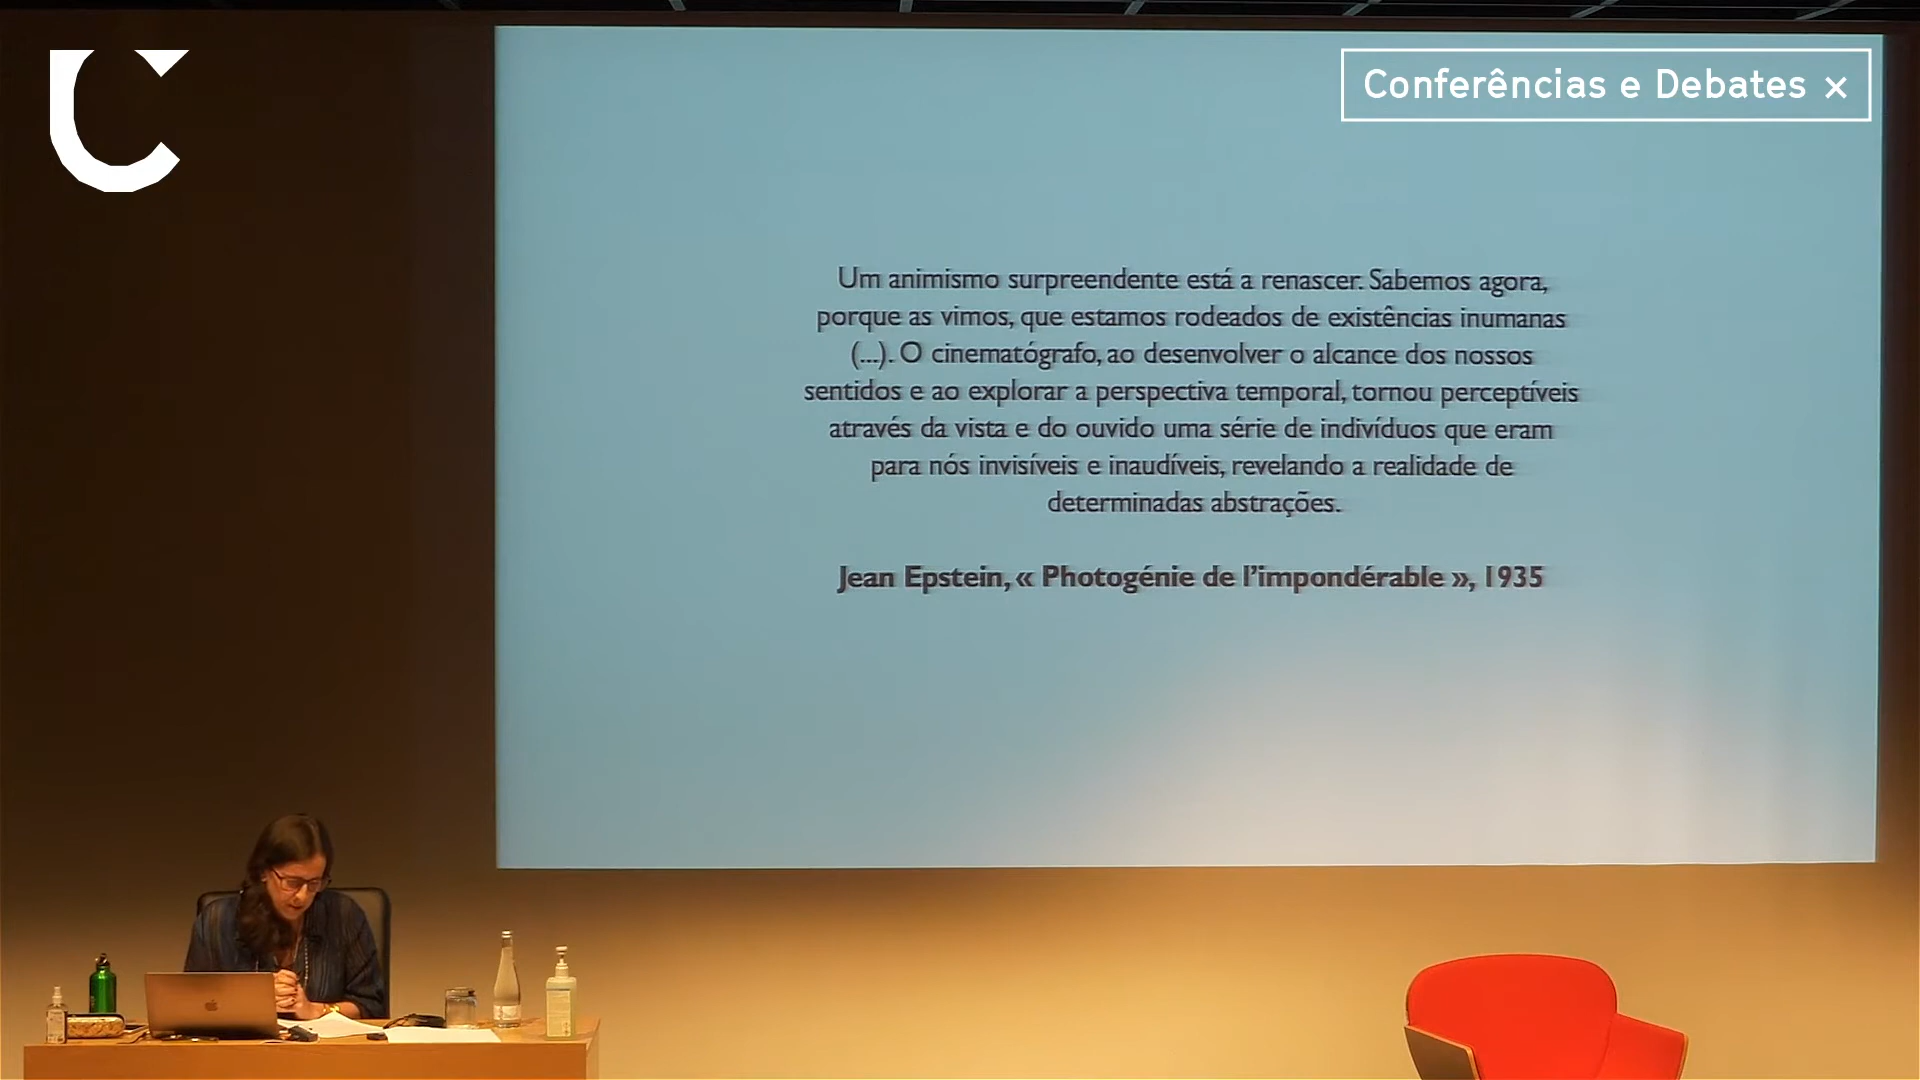 Conferências e Debates ×
Um animismo surpreendente está a renascer. Sabemos agora,
porque as vimos, que estamos rodeados de existências inumanas
(...). O cinematógrafo, ao desenvolver o alcance dos nossos
sentidos e ao explorar a perspectiva temporal, tornou perceptíveis
através da vista e do ouvido uma série de indivíduos que eram
para nós invisíveis e inaudíveis, revelando a realidade de
determinadas abstrações.
Jean Epstein, « Photogénie de l’impondérable », 1935